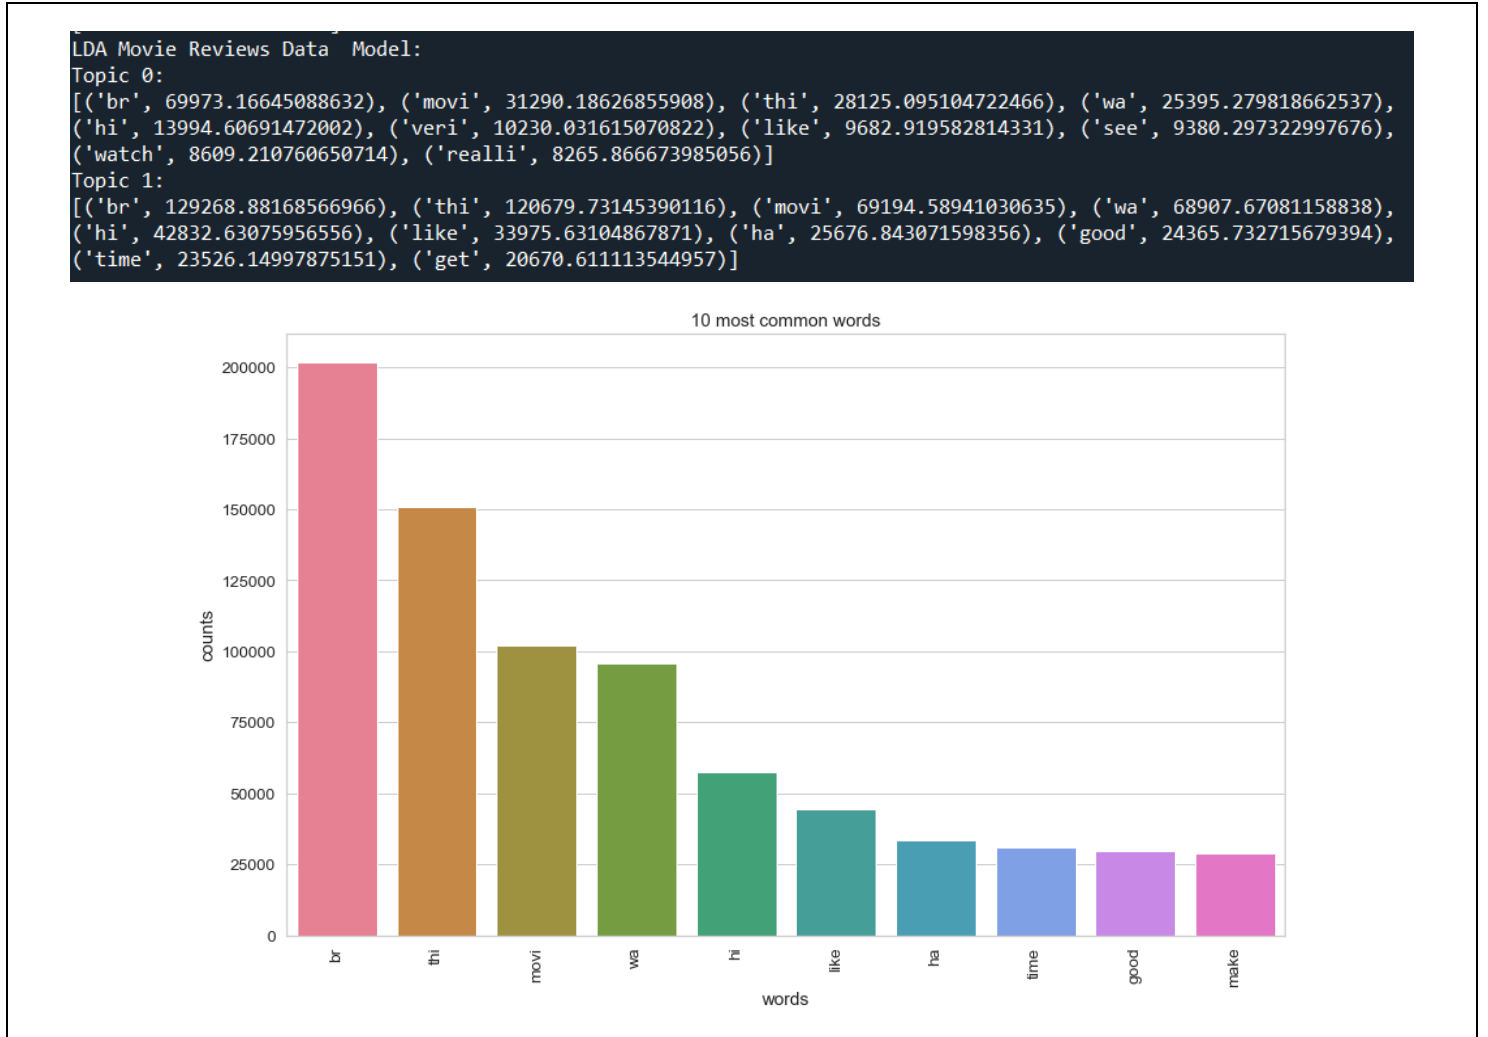 LDA Movie Reviews Data  Model:
Topic 0:
[('br', 69973.16645088632), ('movi', 31290.18626855908), ('thi', 28125.095104722466), ('wa', 25395.279818662537),
('hi', 13994.60691472002), ('veri', 10230.031615070822), ('like', 9682.919582814331), ('see', 9380.297322997676),
('watch', 8609.210760650714), ('realli', 8265.866673985056)]
Topic 1:
[('br', 129268.88168566966), ('thi', 120679.73145390116), ('movi', 69194.58941030635), ('wa', 68907.67081158838),
('hi', 42832.63075956556), ('like', 33975.63104867871), ('ha', 25676.843071598356), ('good', 24365.732715679394),
('time', 23526.14997875151), ('get', 20670.611113544957)]
10 most common words
200000
175000
150000
125000
100000
75000
50000
25000
0
counts
br
thi
movi
wa
hi
like
ha
time
good
make
words